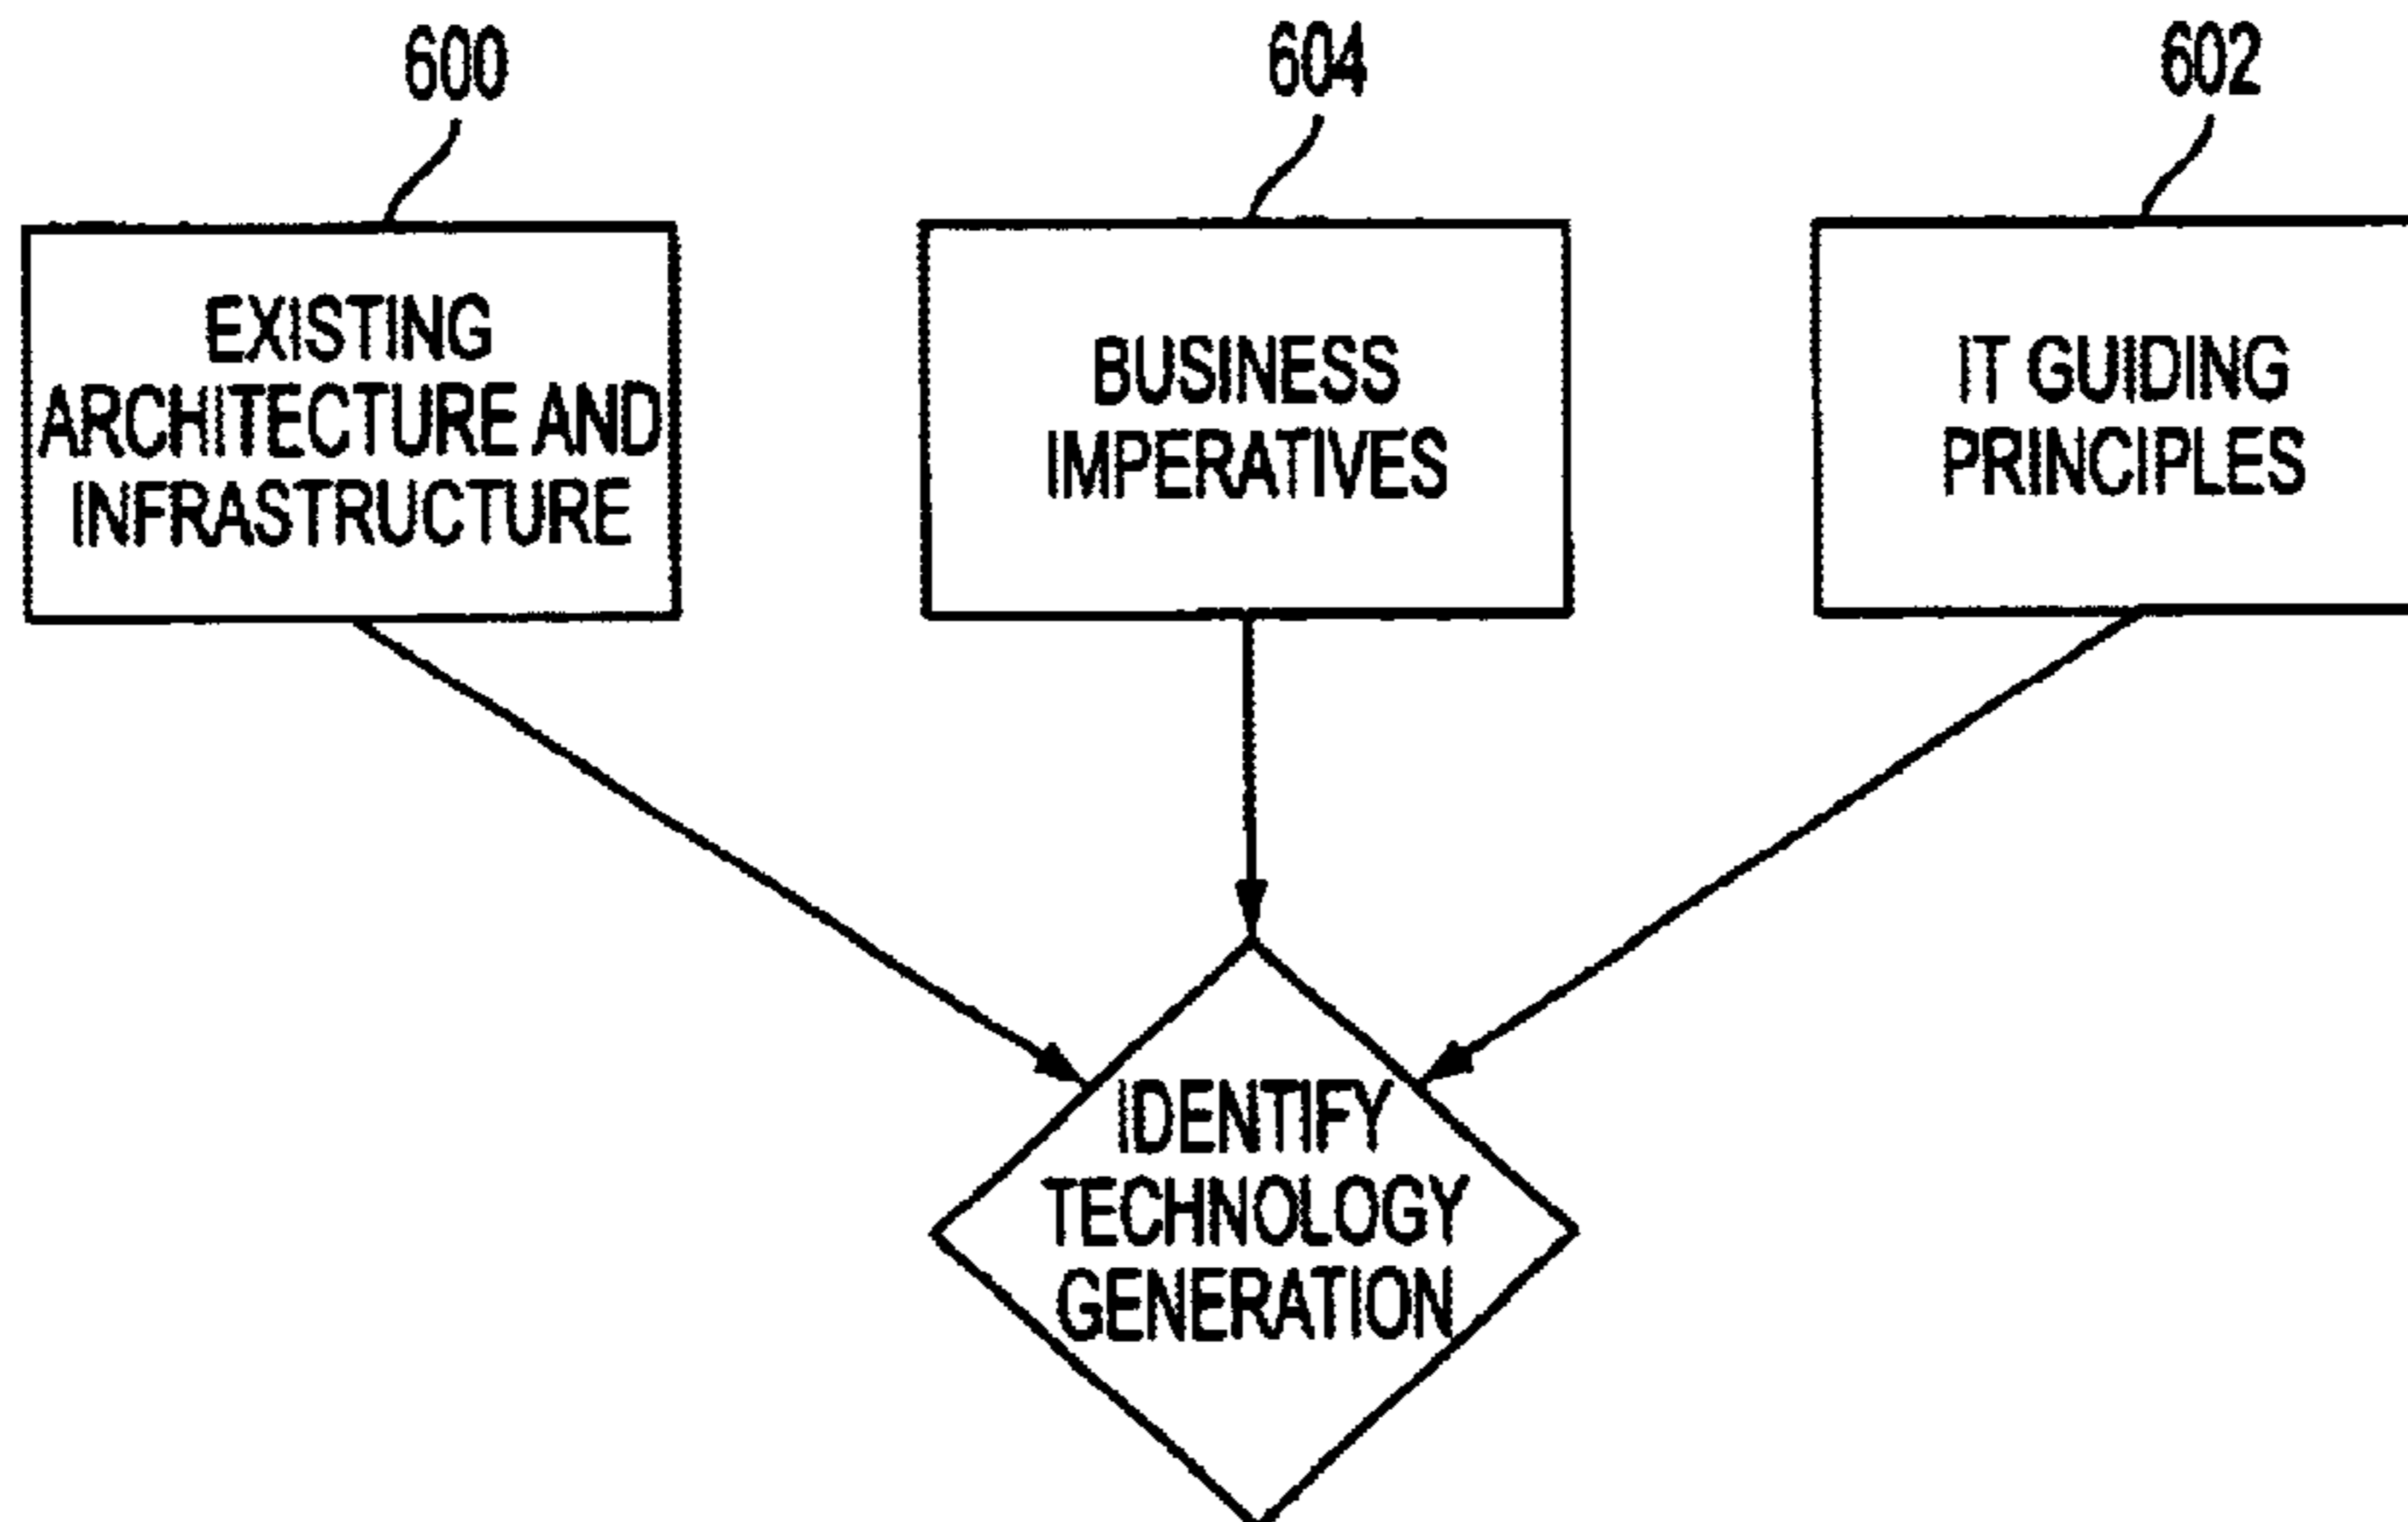 600
604
602
EXISTING
ARCHITECTURE AND
INFRASTRUCTURE
BUSINESS
IMPERATIVES
IT GUIDING
PRINCIPLES
IDENTIFY
TECHNOLOGY
GENERATION